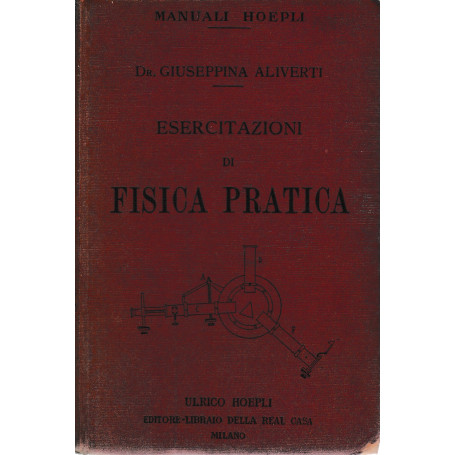 MANUALI HOEPLI
DR. GIUSEPPINA ALIVERTI
ESERCITAZIONI
DI
FISICA PRATICA
ULRICO HOEPLI
EDITORE-LIBRAIO DELLA REAL CASA
MILANO